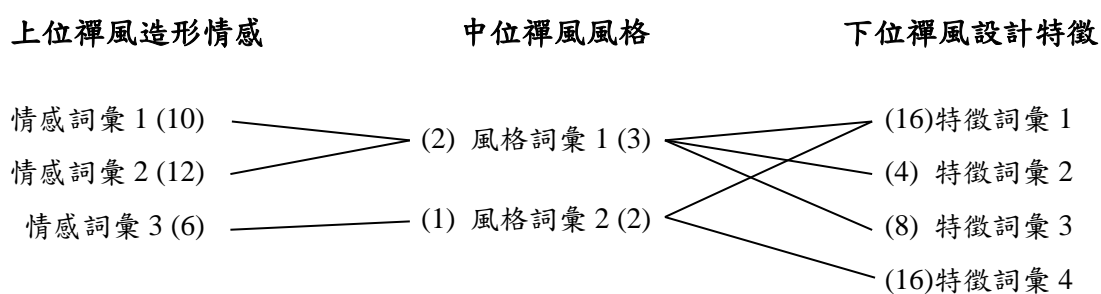 上位禪風造形情感 中位禪風風格 下位禪風設計特徵
情感詞彙 1 (10)
情感詞彙 2 (12)
情感詞彙 3 (6)
(2) 風格詞彙 1 (3)
(1) 風格詞彙 2 (2)
(16)特徵詞彙 1
(4) 特徵詞彙 2
(8) 特徵詞彙 3
(16)特徵詞彙 4